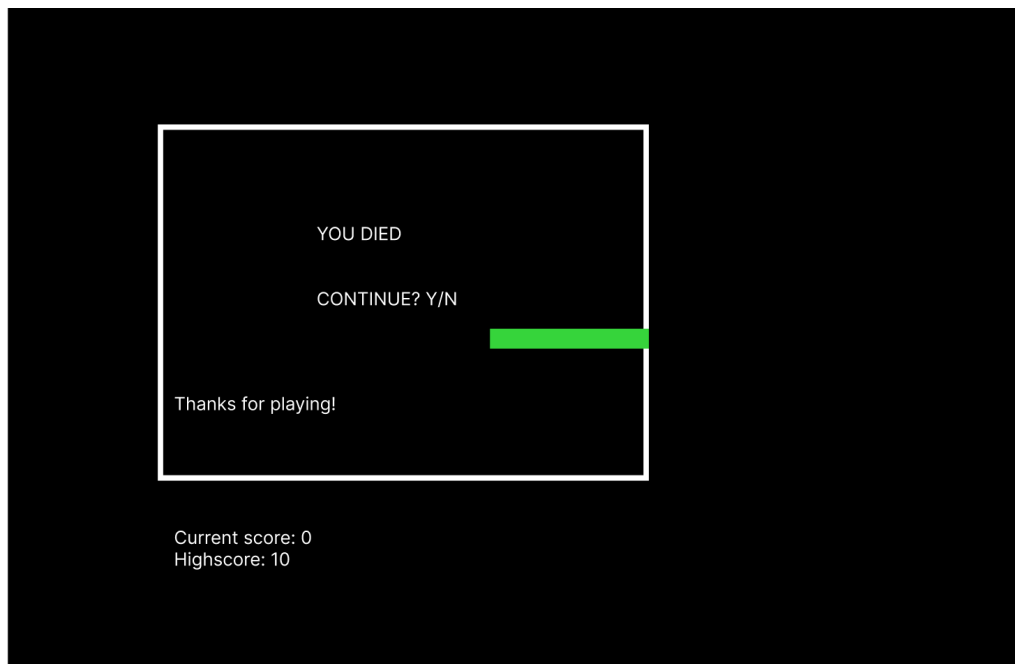 YOU DIED
CONTINUE? Y/N
Thanks for playing!
Current score: 0
Highscore: 10